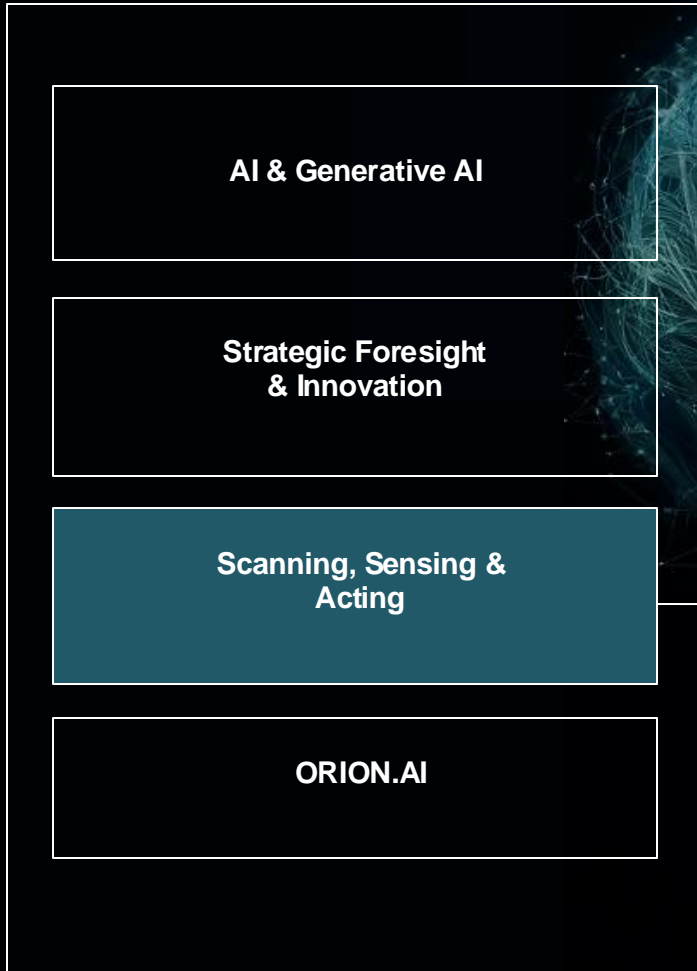 AI & Generative AI
Strategic Foresight
& Innovation
Scanning, Sensing &
Acting
ORION.AI